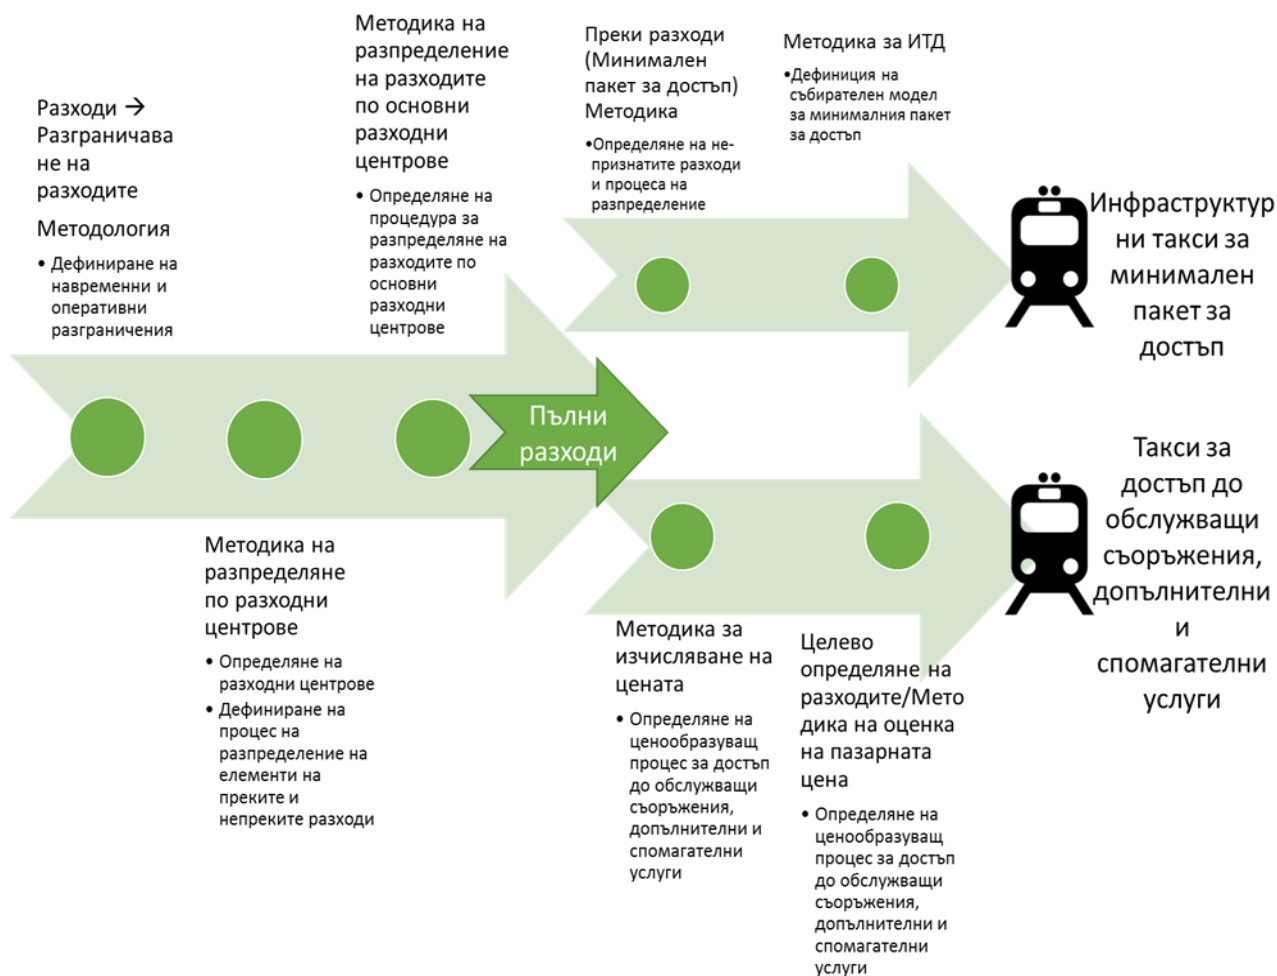 Разходи →
Разграничава
не на
разходите
Методология
• Дефиниране на
навременни и
оперативни
разграничения
Методика на
разпределение
на разходите
по основни
разходни
центрове
• Определяне на
процедура за
разпределяне на
разходите по
основни
разходни
центрове
Преки разходи
(Минимален
пакет за достъп)
Методика
•Определяне на не-
признатите разходи
и процеса на
разпределение
Методика за ИТД
•Дефиниция на
събирателен модел
за минималния пакет
за достъп
Инфраструктур
ни такси за
минимален
пакет за
достъп
Пълни
разходи
Методика на
разпределяне
по разходни
центрове
• Определяне на
разходни центрове
• Дефиниране на
процес на
разпределение на
елементи на
преките и
непреките разходи
Методика за
изчисляване на
цената
• Определяне на
ценообразуващ
процес за достъп
до обслужващи
съоръжения,
допълнителни и
спомагателни
услуги
Целево
определяне на
разходите/Мето
дика на оценка
на пазарната
цена
• Определяне на
ценообразуващ
процес за достъп
до обслужващи
съоръжения,
допълнителни и
спомагателни
услуги
Такси за
достъп до
обслужващи
съоръжения,
допълнителни
и
спомагателни
услуги